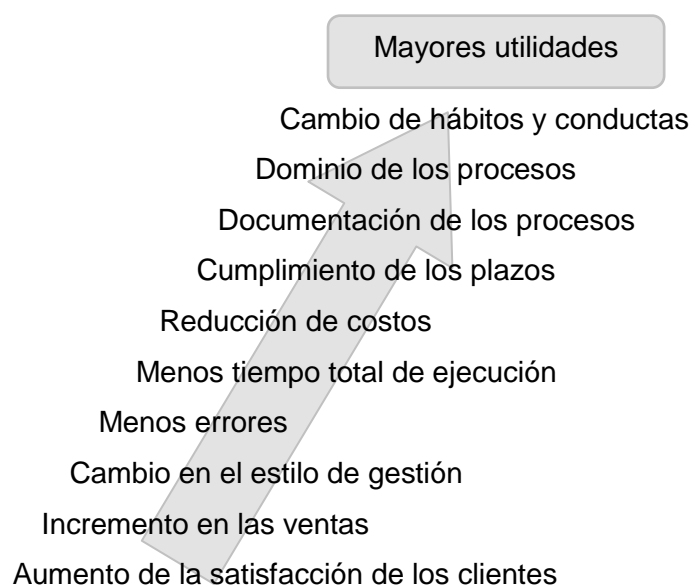 Mayores utilidades
Cambio de hábitos y conductas
Dominio de los procesos
Documentación de los procesos
Cumplimiento de los plazos
Reducción de costos
Menos tiempo total de ejecución
Menos errores
Cambio en el estilo de gestión
Incremento en las ventas
Aumento de la satisfacción de los clientes